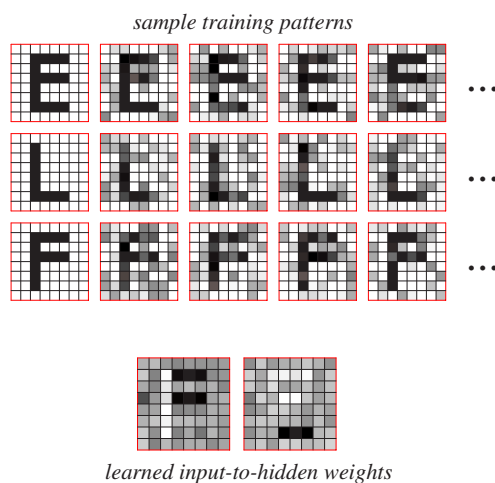 sample training patterns
...
...
...
learned input-to-hidden weights